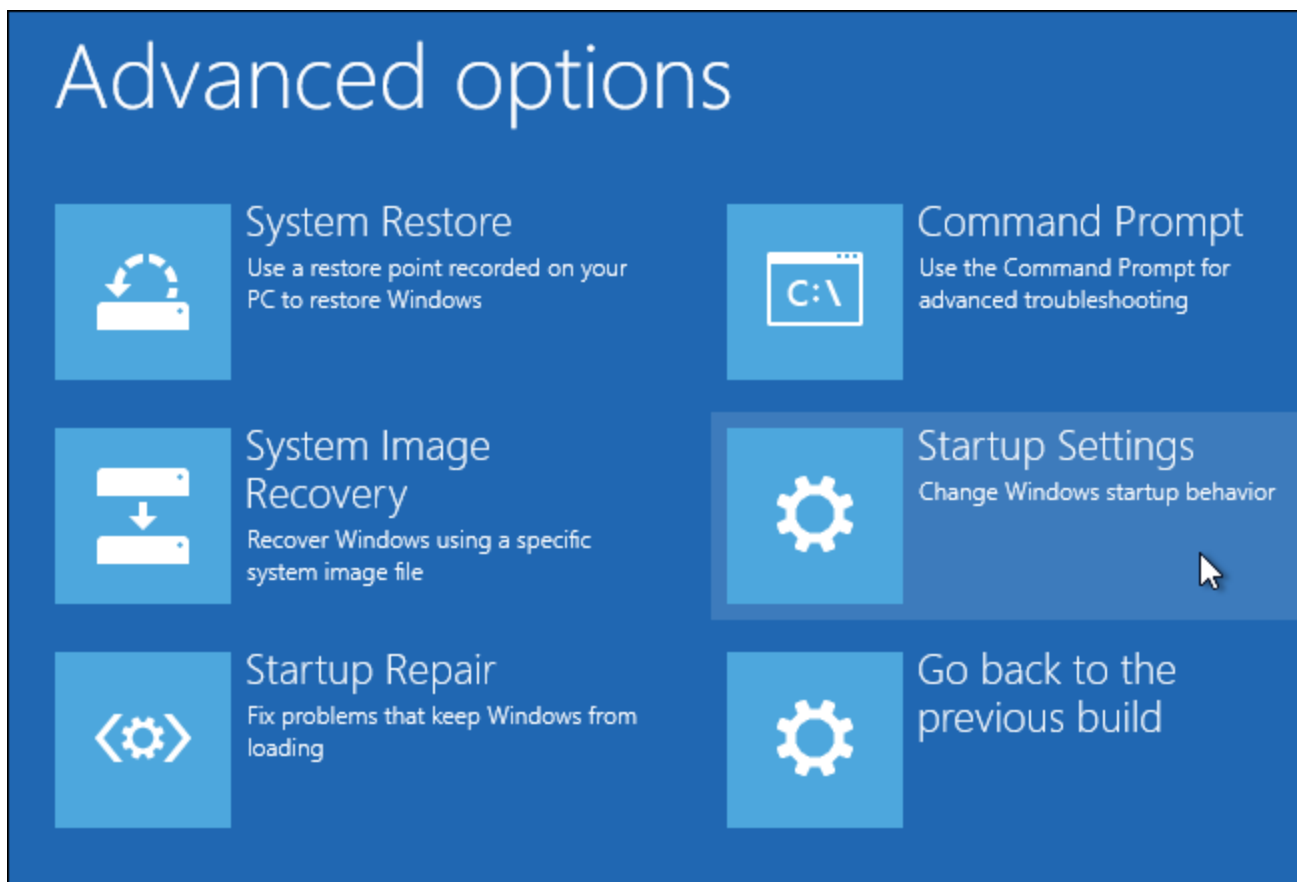 Advanced options
System Restore
Use a restore point recorded on your
PC to restore Windows
System Image
Recovery
Recover Windows using a specific
system image file
Startup Repair
Fix problems that keep Windows from
loading
Command Prompt
C:\
Use the Command Prompt for
advanced troubleshooting
Startup Settings
Change Windows startup behavior
Go back to the
previous build